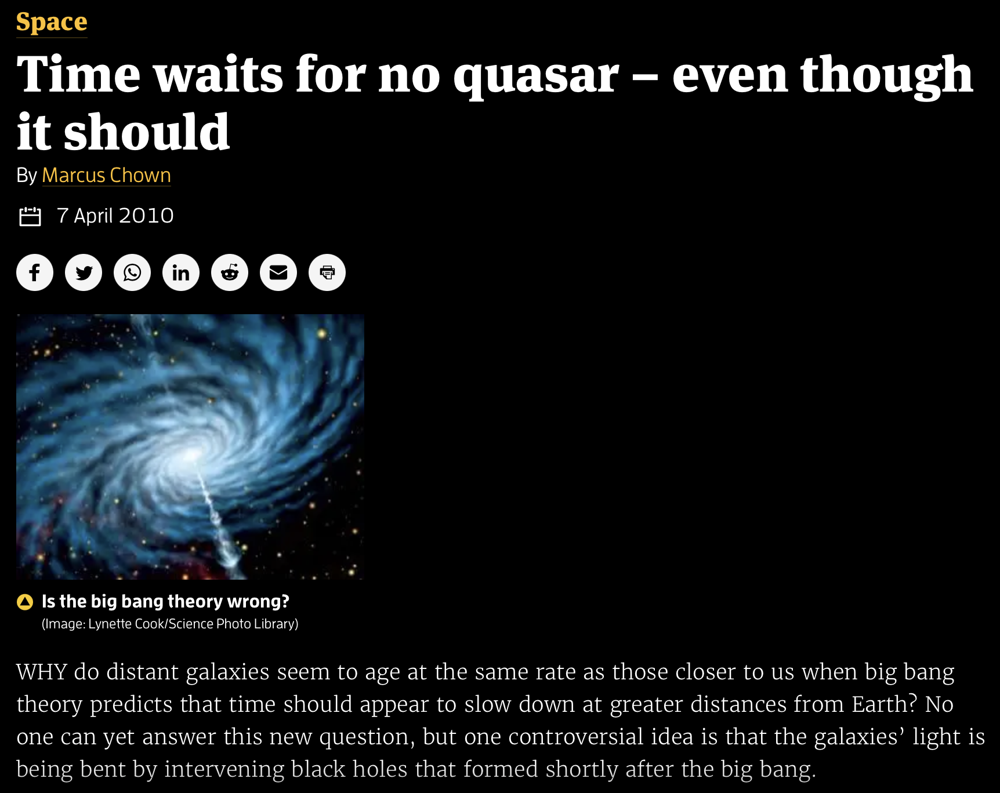 Space
Time waits for no quasar – even though
it should
By Marcus Chown
7 April 2010
Is the big bang theory wrong?
(Image: Lynette Cook/Science Photo Library)
WHY do distant galaxies seem to age at the same rate as those closer to us when big bang
theory predicts that time should appear to slow down at greater distances from Earth? No
one can yet answer this new question, but one controversial idea is that the galaxies’ light is
being bent by intervening black holes that formed shortly after the big bang.